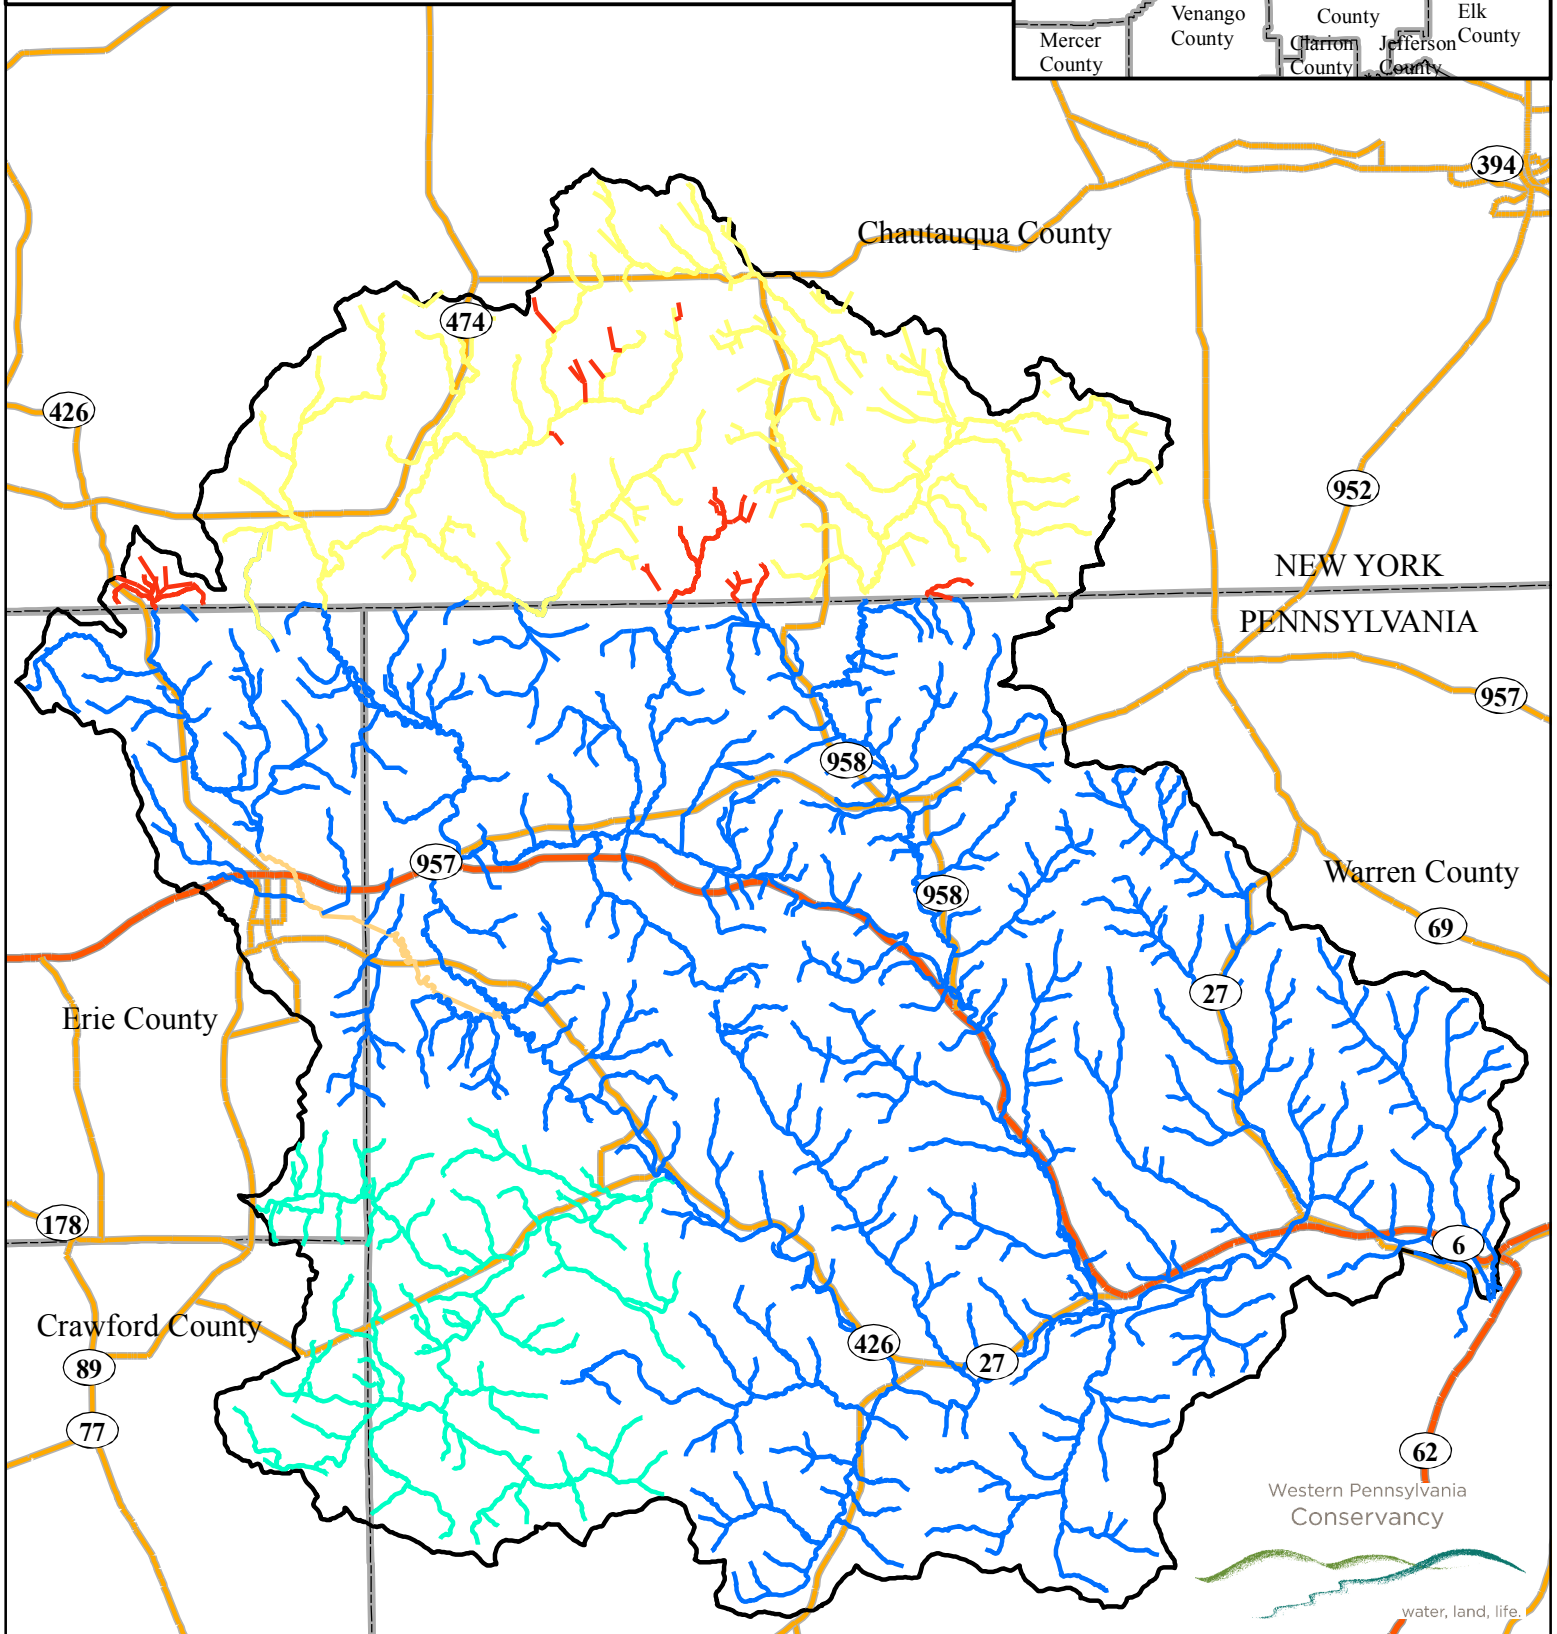 Venango
County
County
Elk
County
Mercer
County
Clarion
County
Jefferson
County
394
Chautauqua County
474
426
952
NEW YORK
PENNSYLVANIA
957
958
957
958
Warren County
69
27
Erie County
178
6
Crawford County
89
426
27
77
62
Western Pennsylvania
Conservancy
water, land, life.